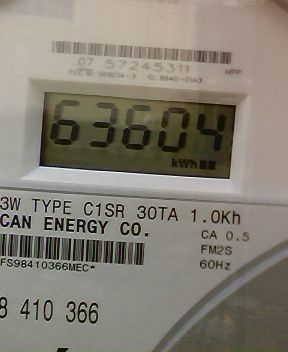 07 57245311
HPP
63604
kWh
3W TYPE C1SR 30TA 1.0Kh
CAN ENERGY CO.
CA 0.5
FM2S
60Hz
FS98410366MEC*
8 410 366